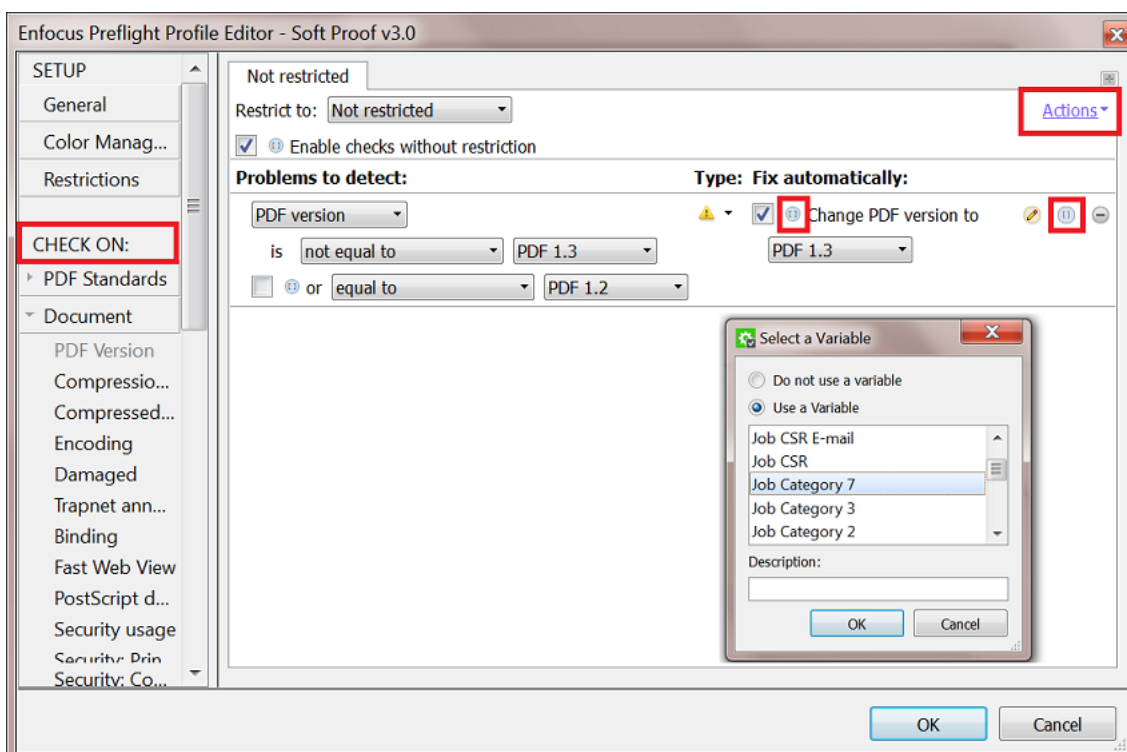 Enfocus Preflight Profile Editor - Soft Proof v3.0
SETUP
General
Color Manag...
Restrictions
CHECK ON:
PDF Standards
Document
PDF Version
Compressio...
Compressed...
Encoding
Damaged
Trapnet ann...
Binding
Fast Web View
PostScript d...
Security usage
Security: Prin
Security: Co...
Not restricted
Restrict to: Not restricted
Actions
Enable checks without restriction
Problems to detect: Type: Fix automatically:
PDF version Change PDF version to
is not equal to PDF 1.3 PDF 1.3
or equal to PDF 1.2
Select a Variable
Do not use a variable
Use a Variable
Job CSR E-mail
Job CSR
Job Category 7
Job Category 3
Job Category 2
Description:
OK Cancel
OK Cancel